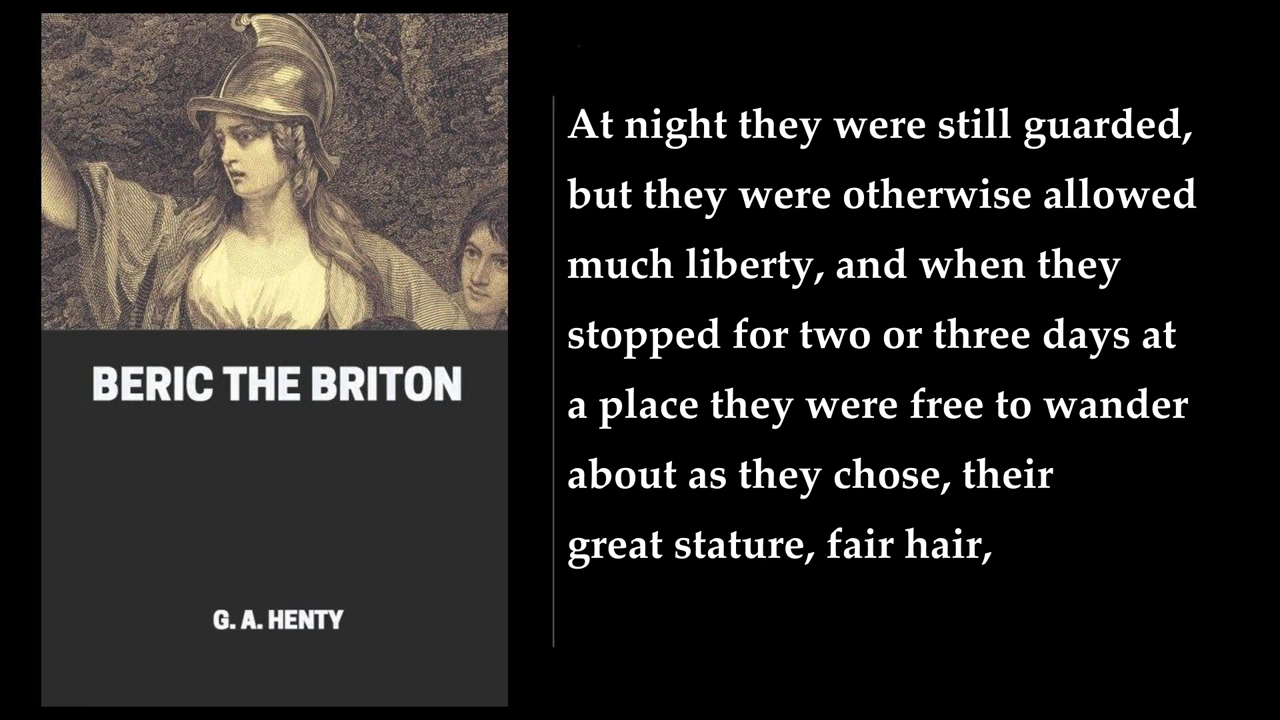 BERIC THE BRITON
G. A. HENTY
At night they were still guarded,
but they were otherwise allowed
much liberty, and when they
stopped for two or three days at
a place they were free to wander
about as they chose, their
great stature, fair hair,